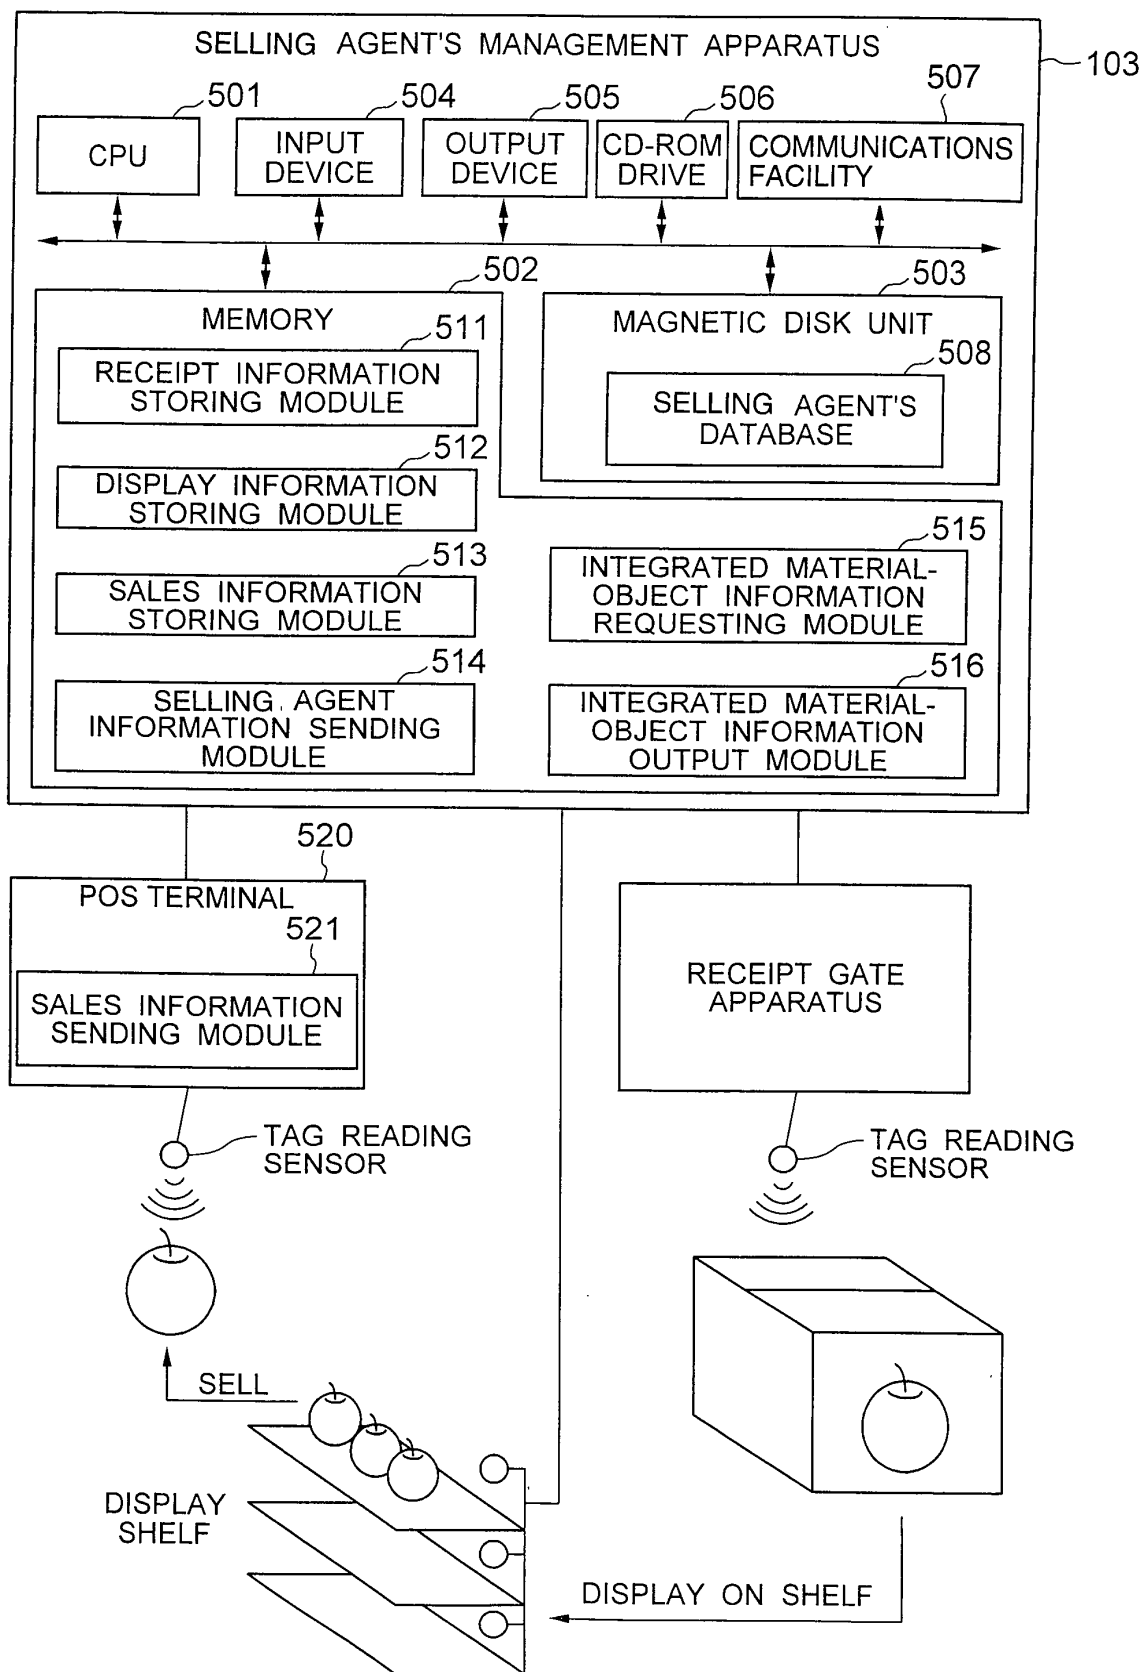 SELLING AGENT'S MANAGEMENT APPARATUS
103
501
504
505
506
507
CPU
INPUT
DEVICE
OUTPUT
DEVICE
CD-ROM
DRIVE
COMMUNICATIONS
FACILITY
502
503
MEMORY
MAGNETIC DISK UNIT
511
RECEIPT INFORMATION
STORING MODULE
508
SELLING AGENT'S
DATABASE
512
DISPLAY INFORMATION
STORING MODULE
513
SALES INFORMATION
STORING MODULE
515
INTEGRATED MATERIAL-
OBJECT INFORMATION
REQUESTING MODULE
514
SELLING AGENT
INFORMATION SENDING
MODULE
516
INTEGRATED MATERIAL-
OBJECT INFORMATION
OUTPUT MODULE
520
POS TERMINAL
521
SALES INFORMATION
SENDING MODULE
RECEIPT GATE
APPARATUS
TAG READING
SENSOR
TAG READING
SENSOR
SELL
DISPLAY
SHELF
DISPLAY ON SHELF